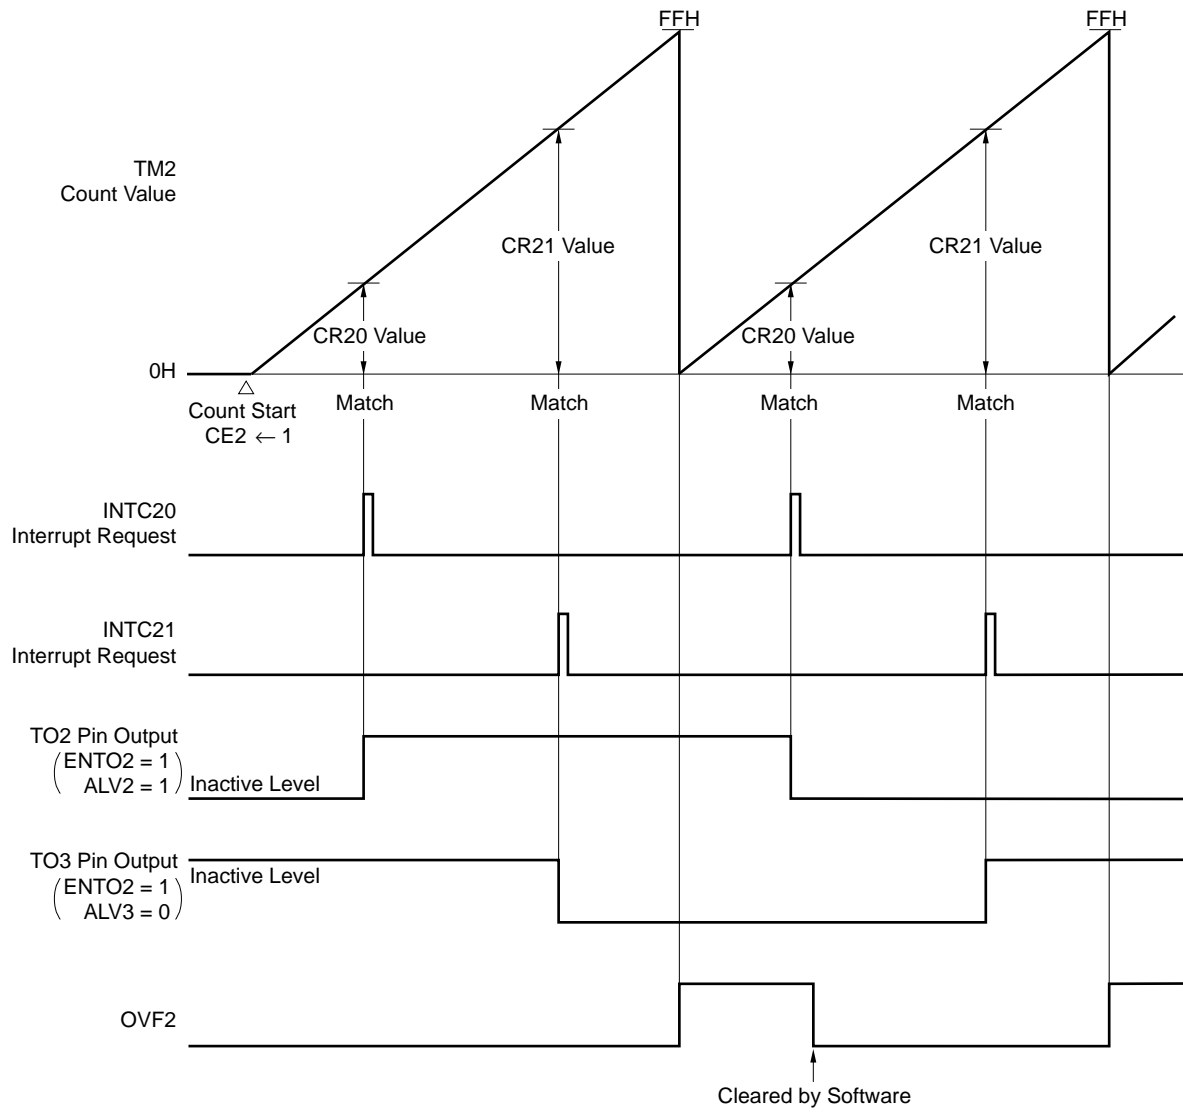 FFH
FFH
TM2
Count Value
CR21 Value
CR21 Value
CR20 Value
CR20 Value
0H
Match
Match
Match
Match
Count Start
CE2 ← 1
INTC20
Interrupt Request
INTC21
Interrupt Request
TO2 Pin Output
(ENTO2 = 1
ALV2 = 1)
Inactive Level
TO3 Pin Output
Inactive Level
(ENTO2 = 1
ALV3 = 0)
OVF2
Cleared by Software